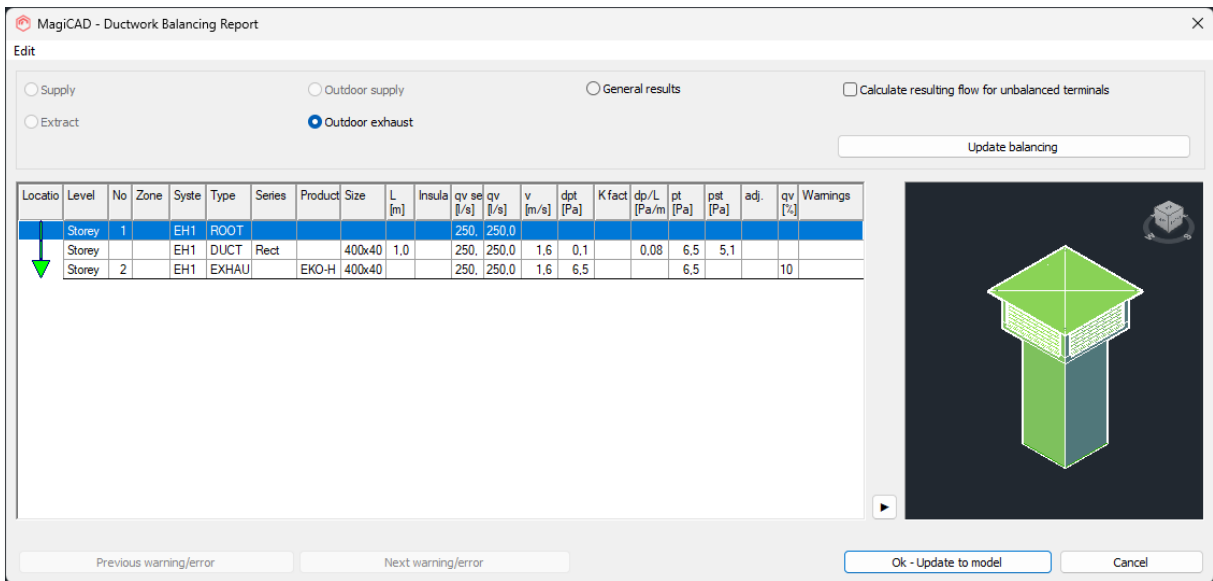 MagiCAD - Ductwork Balancing Report
Edit
Supply Outdoor supply General results Calculate resulting flow for unbalanced terminals
Extract Outdoor exhaust
Update balancing
Locatio Level No Zone Syste Type Series Product Size L [m] Insula qv se [l/s] qv [l/s] v [m/s] dpt [Pa] K fact dp/L [Pa/m pt [Pa] pst [Pa] adj. qv [%] Warnings
Storey 1 EH1 ROOT 250, 250,0
Storey EH1 DUCT Rect 400x40 1,0 250, 250,0 1,6 0,1 0,08 6,5 5,1
Storey 2 EH1 EXHAU EKO-H 400x40 250, 250,0 1,6 6,5 6,5 10
Previous warning/error Next warning/error Ok - Update to model Cancel